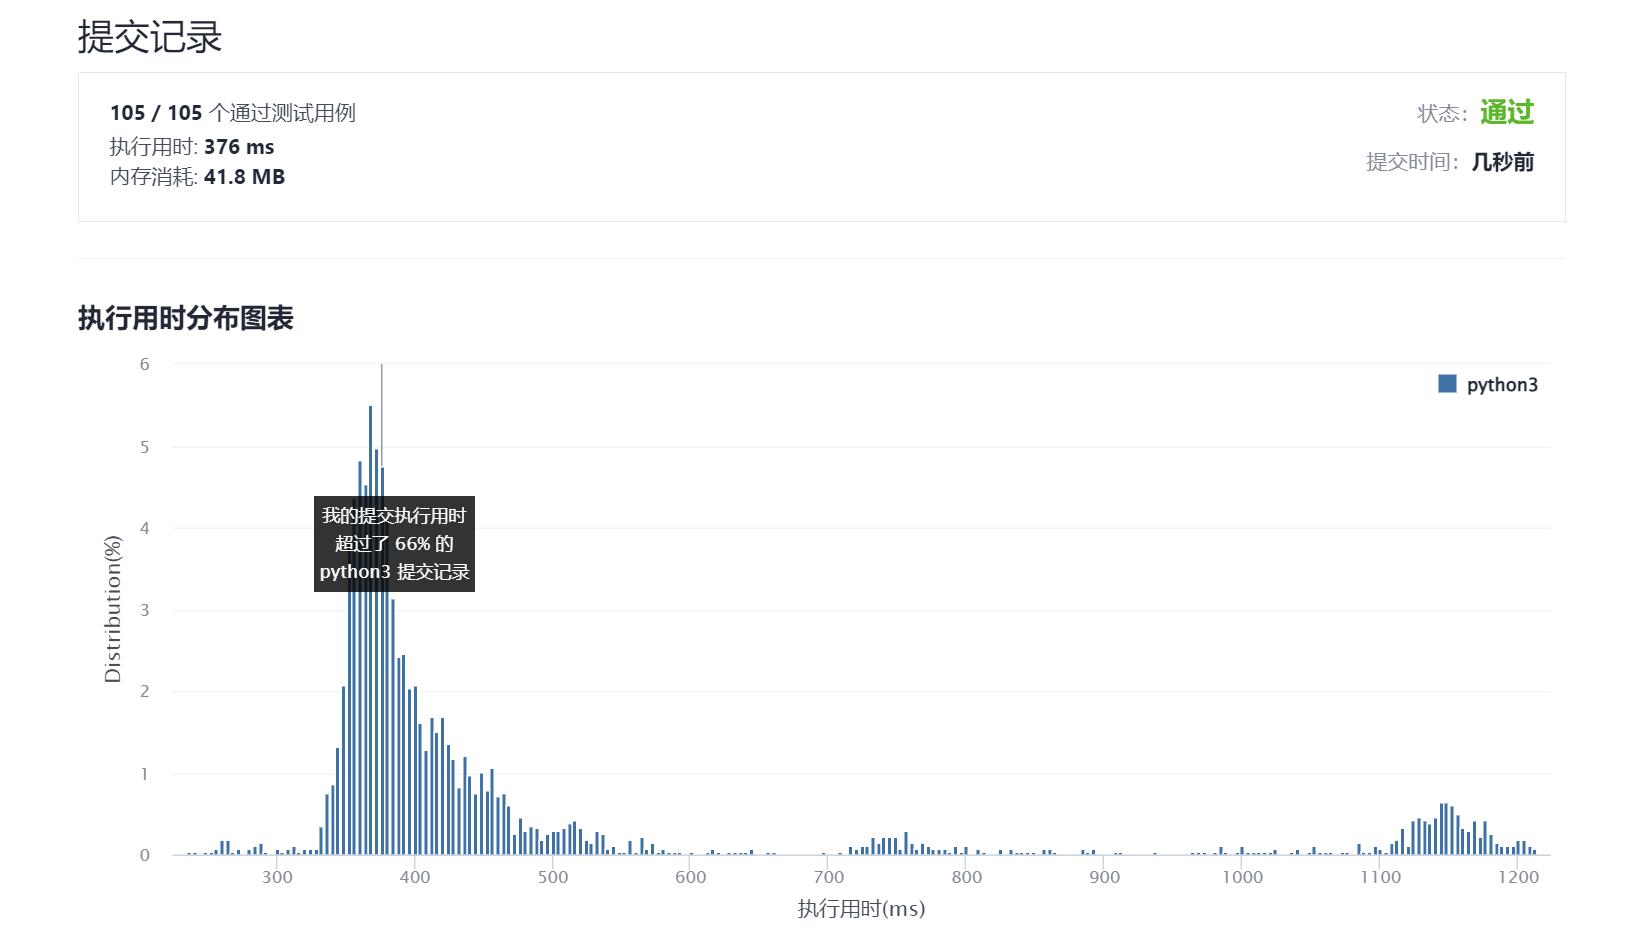 提交记录
105 / 105 个通过测试用例
状态：通过
执行用时: 376 ms
提交时间：几秒前
内存消耗: 41.8 MB
执行用时分布图表
6
python3
5
我的提交执行用时
超过了 66% 的
python3 提交记录
4
3
2
1
0
Distribution(%)
300 400 500 600 700 800 900 1000 1100 1200
执行用时(ms)